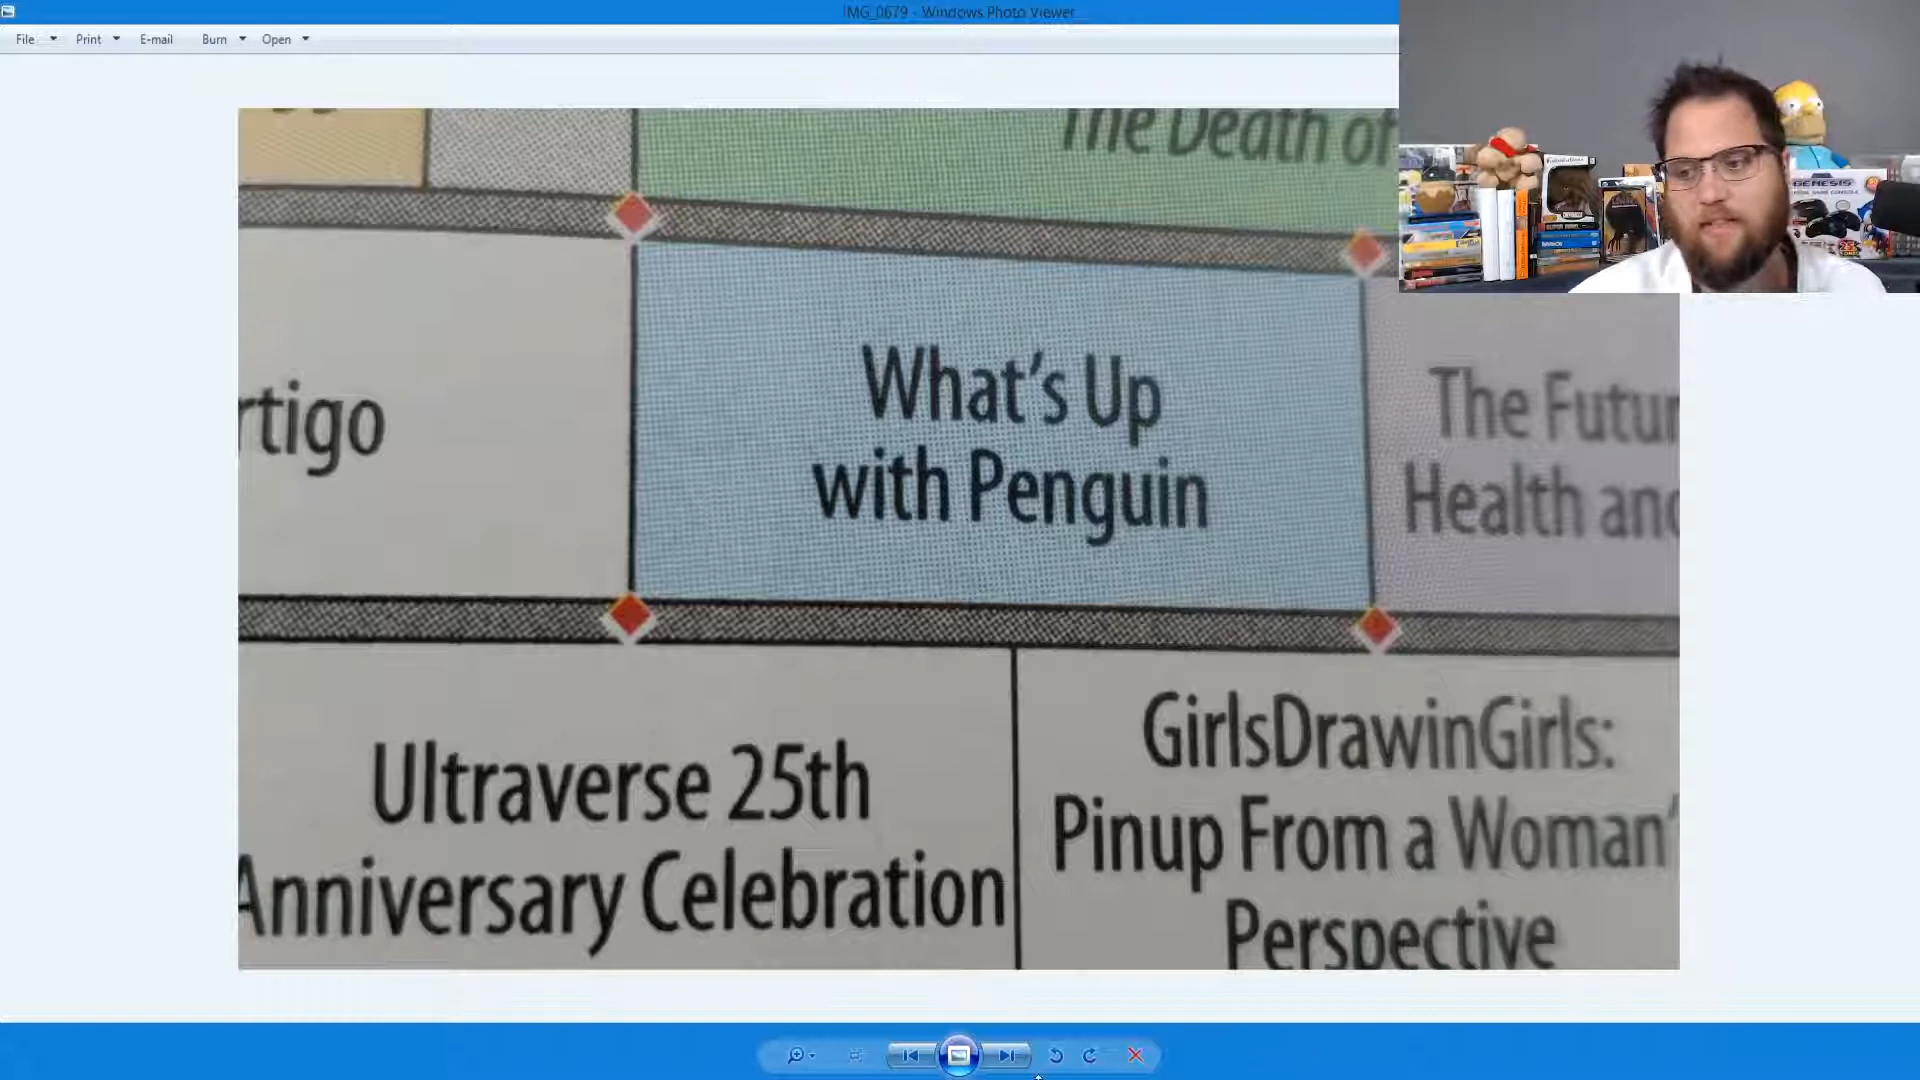 IMG_0679 - Windows Photo Viewer
File Print E-mail Burn Open
The Death of
rtigo
What's Up
with Penguin
The Futur
Health and
Ultraverse 25th
Anniversary Celebration
GirlsDrawinGirls:
Pinup From a Woman'
Perspective
GENESIS